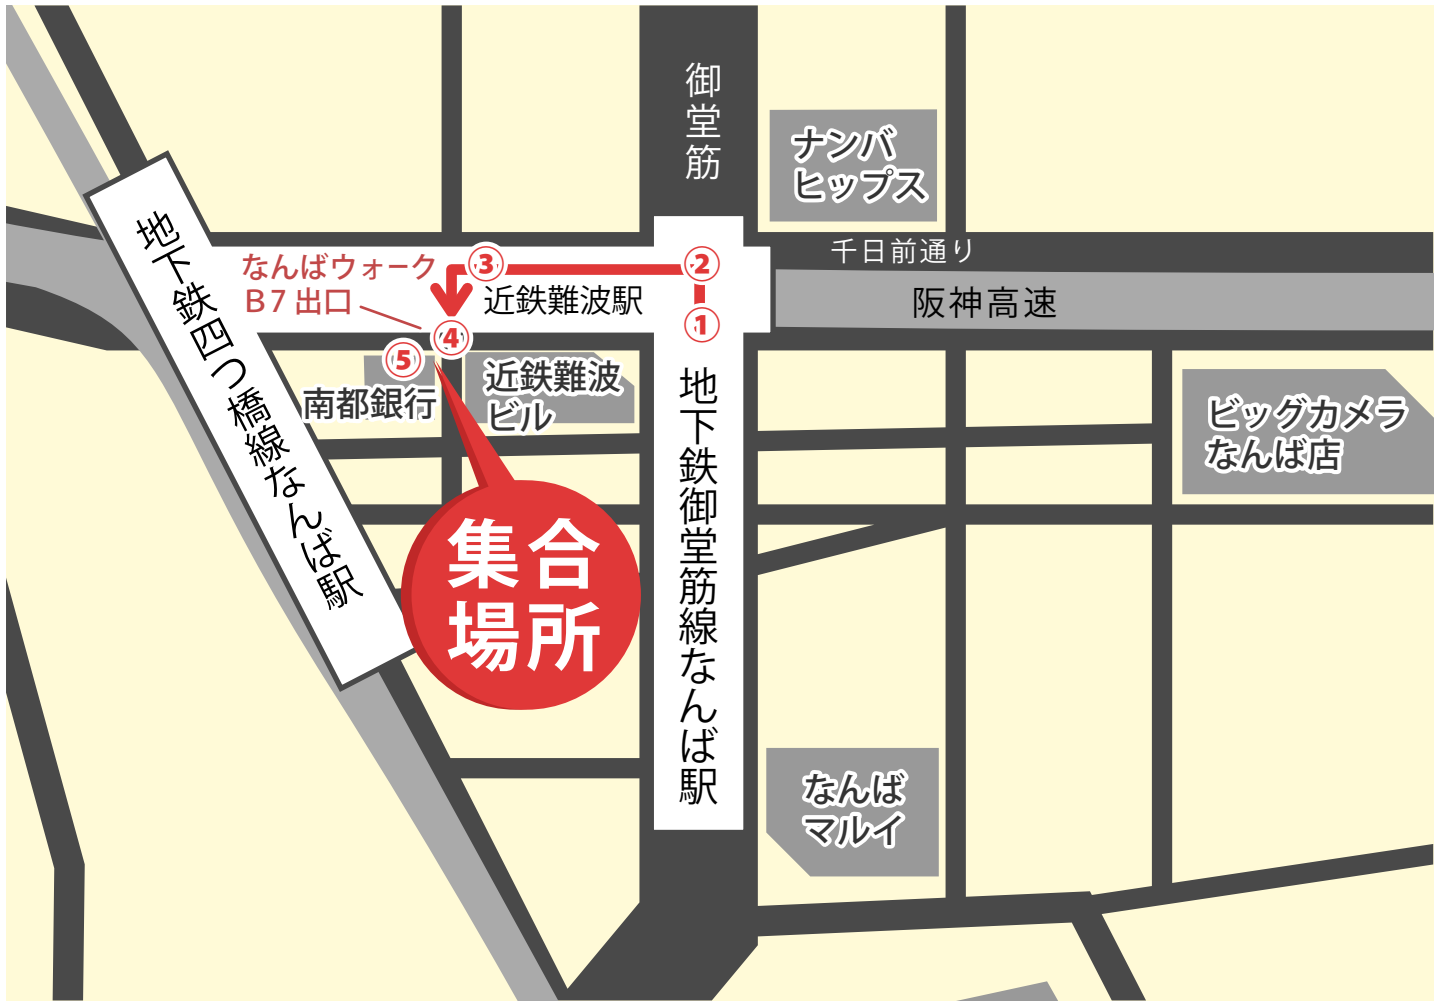 御堂筋
ナンバ
ヒップス
千日前通り
阪神高速
地下鉄四つ橋線なんば駅
なんばウォーク
B7出口
③
②
近鉄難波駅
①
④
⑤
南都銀行
近鉄難波
ビル
地下鉄御堂筋線なんば駅
ビッグカメラ
なんば店
集合
場所
なんば
マルイ